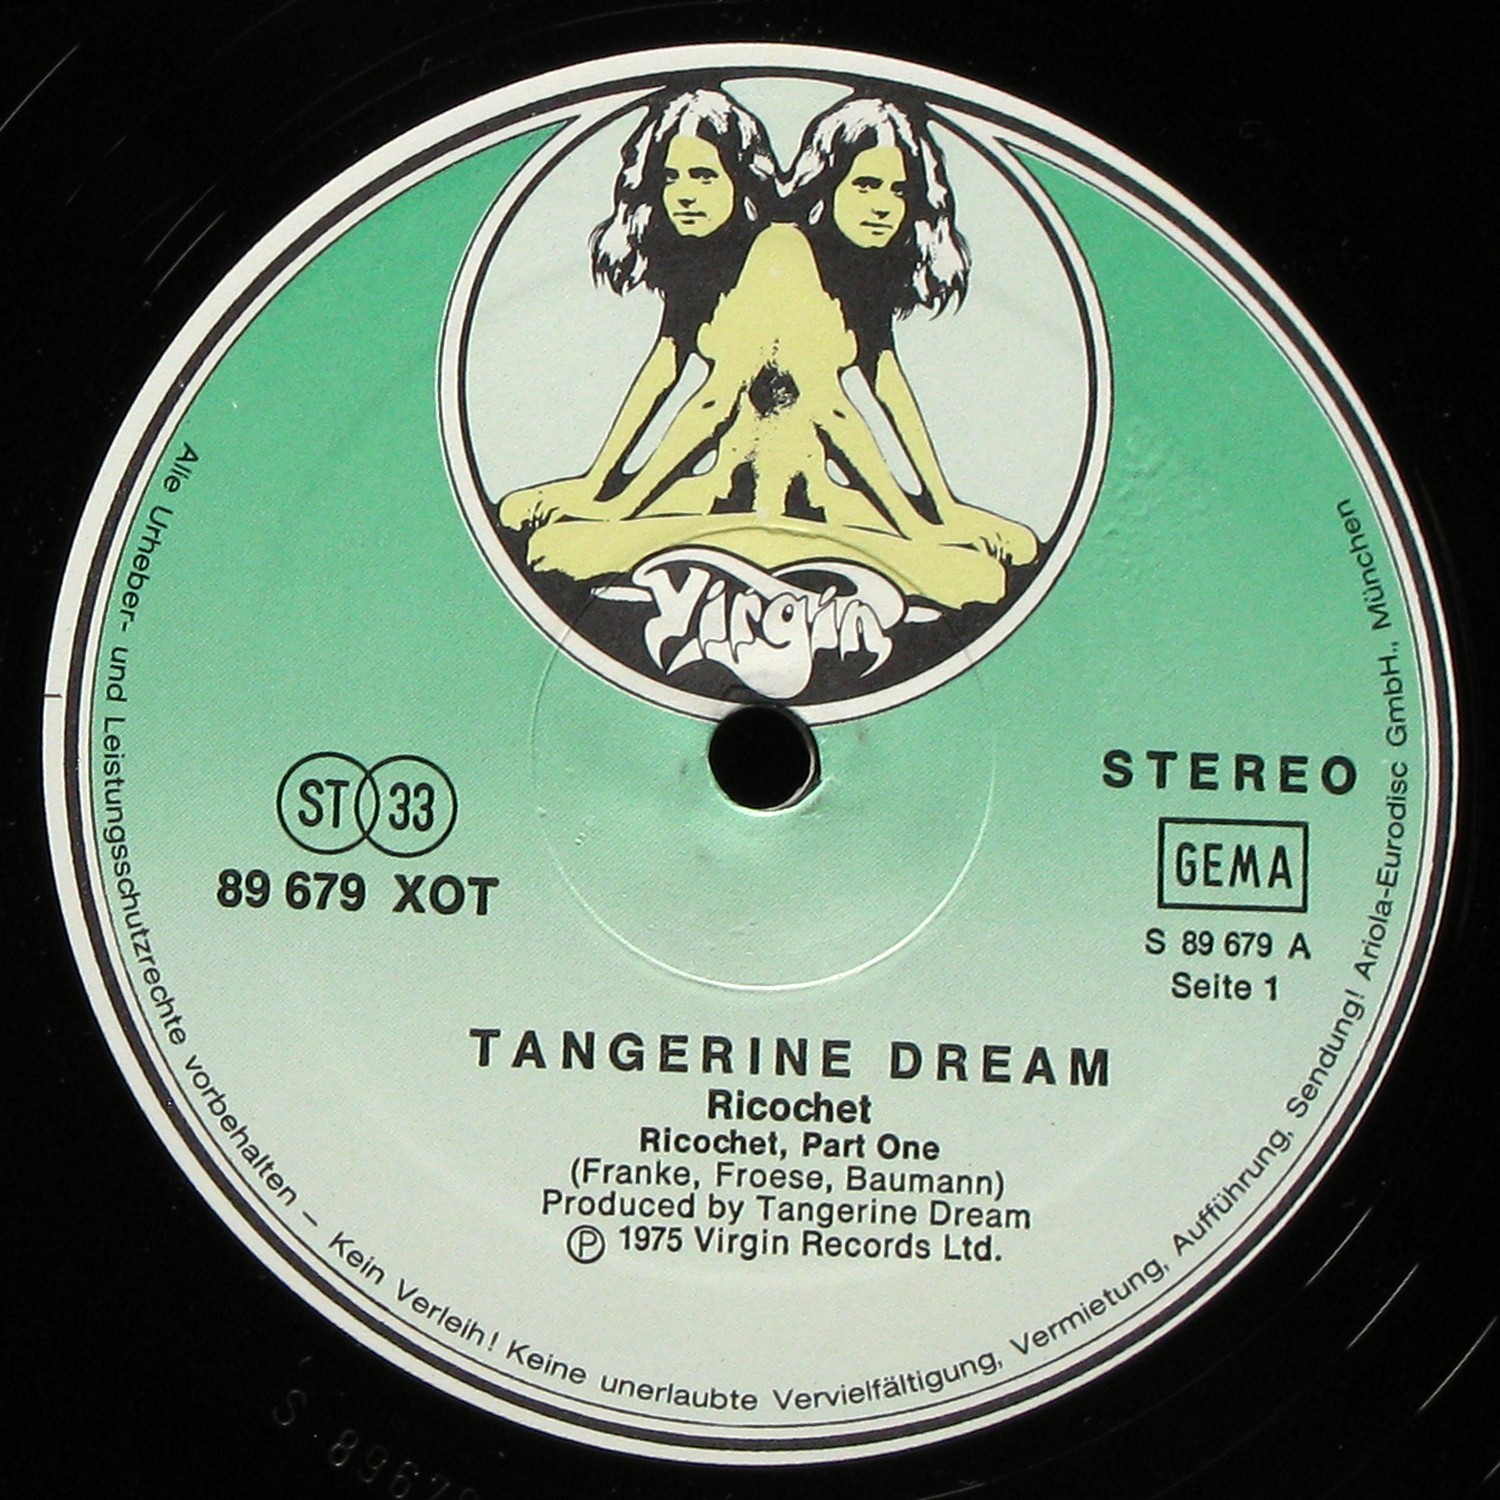 Virgin
ST 33
89 679 XOT
STEREO
GEMA
S 89 679 A
Seite 1
TANGERINE DREAM
Ricochet
Ricochet, Part One
(Franke, Froese, Baumann)
Produced by Tangerine Dream
Ⓟ 1975 Virgin Records Ltd.
Alle Urheber- und Leistungsschutzrechte vorbehalten – Kein Verleih! Keine unerlaubte Vervielfältigung, Vermietung, Aufführung, Sendung! Ariola-Eurodisc GmbH., München
S 89679